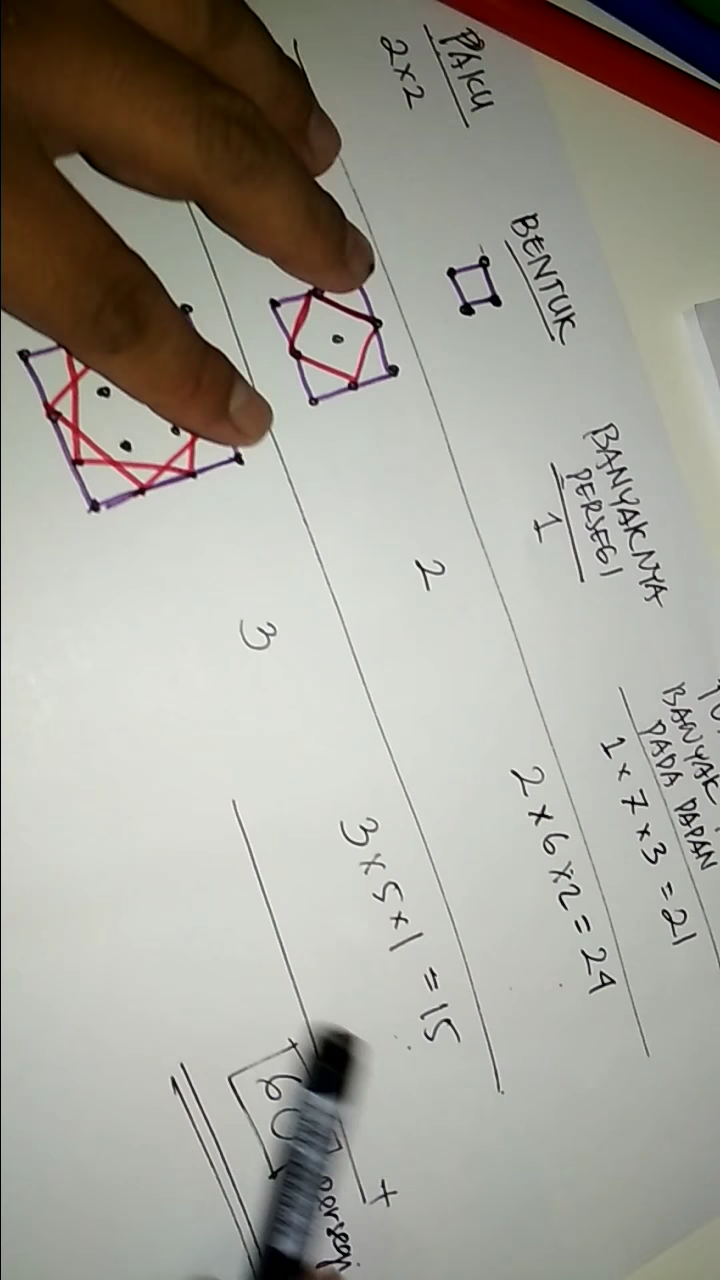 PAKU
BENTUK
BANYAKNYA
PERSEGI
BANYAK
PADA PAPAN
2×2
1
1 × 7 × 3 = 21
2
2 × 6 × 2 = 24
3
3 × 5 × 1 = 15
+
60 persegi